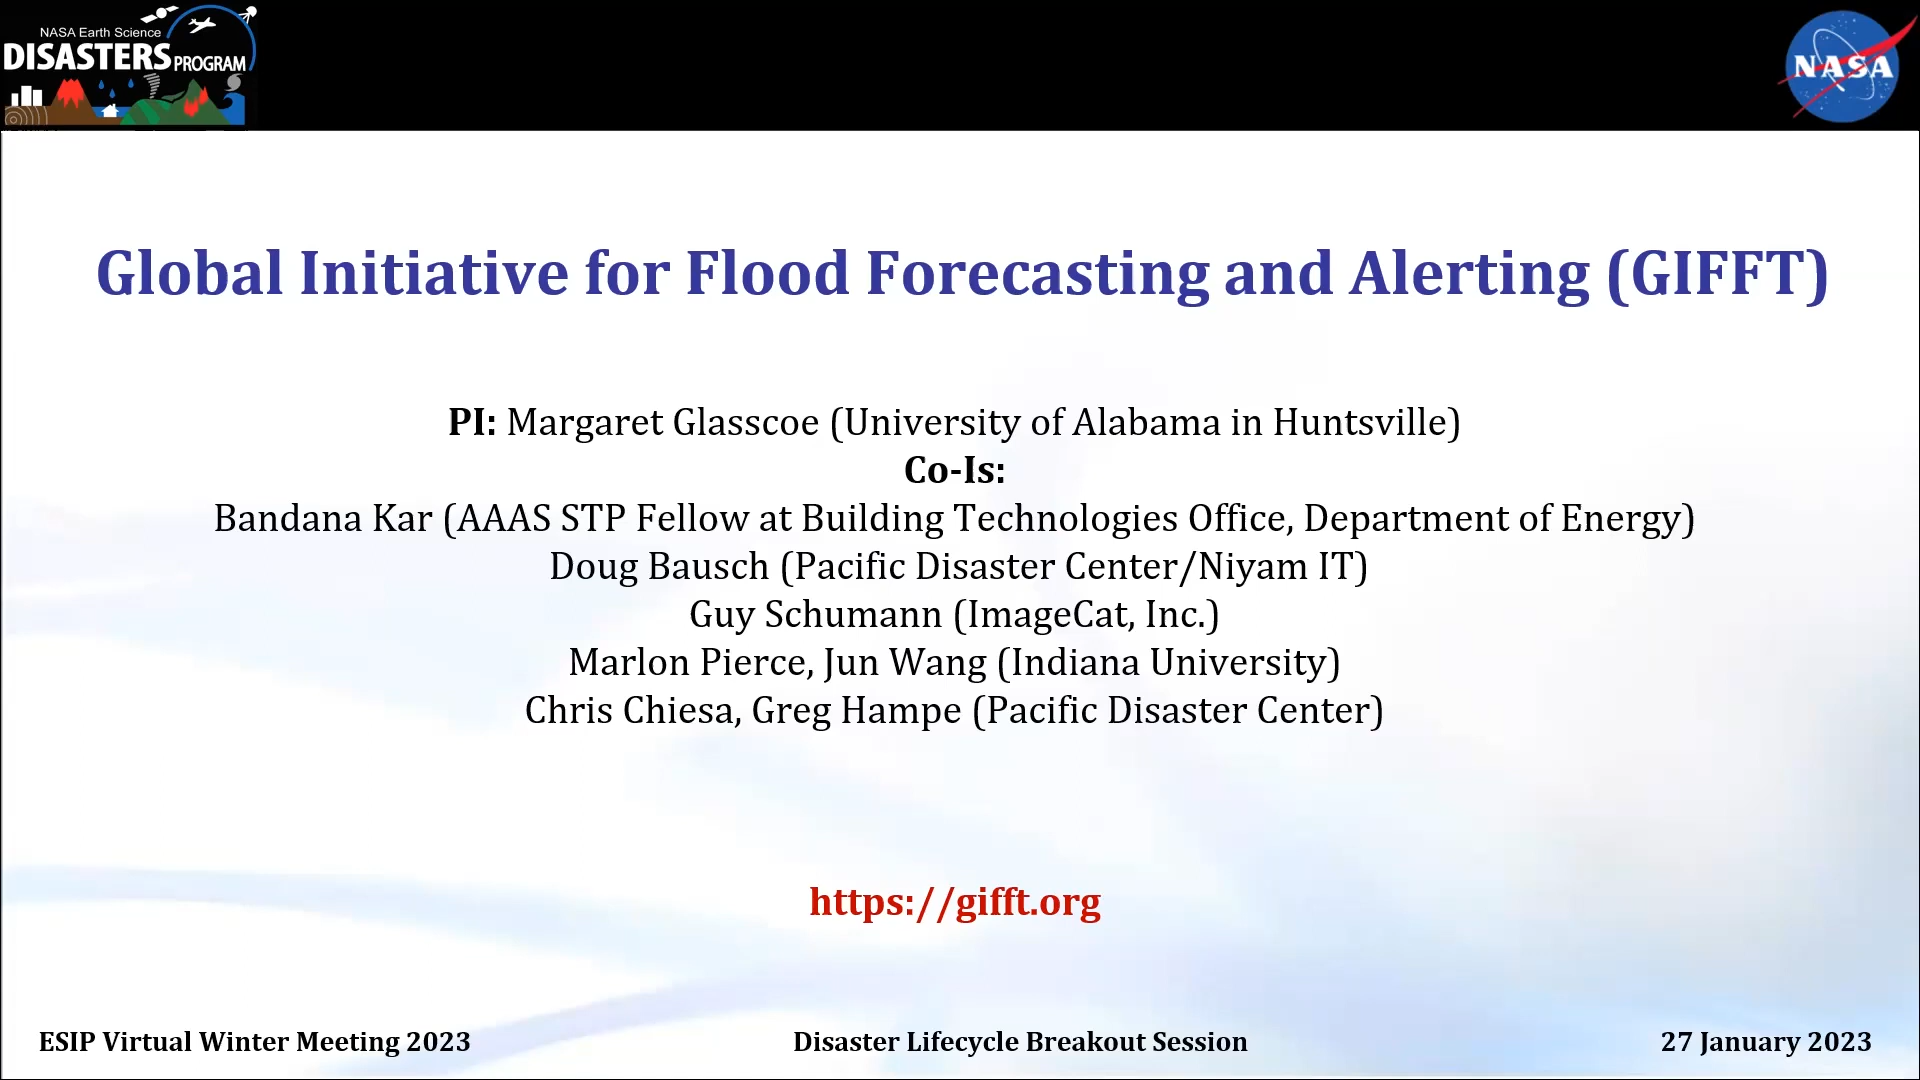 NASA Earth Science
DISASTERS PROGRAM
NASA
Global Initiative for Flood Forecasting and Alerting (GIFFT)
PI: Margaret Glasscoe (University of Alabama in Huntsville)
Co-Is:
Bandana Kar (AAAS STP Fellow at Building Technologies Office, Department of Energy)
Doug Bausch (Pacific Disaster Center/Niyam IT)
Guy Schumann (ImageCat, Inc.)
Marlon Pierce, Jun Wang (Indiana University)
Chris Chiesa, Greg Hampe (Pacific Disaster Center)
https://gifft.org
ESIP Virtual Winter Meeting 2023
Disaster Lifecycle Breakout Session
27 January 2023